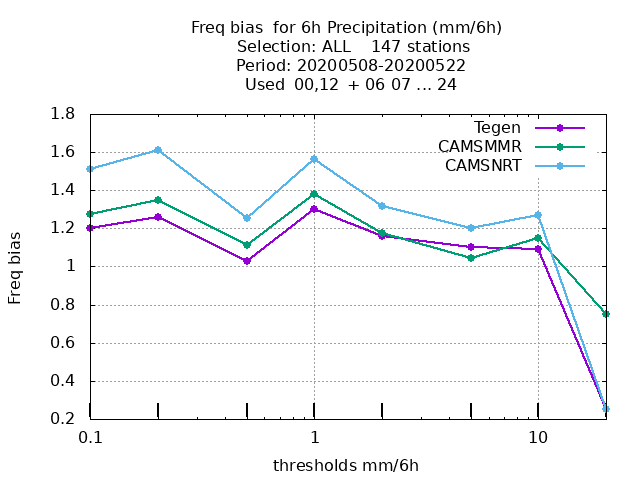 Freq bias  for 6h Precipitation (mm/6h)
Selection: ALL    147 stations
Period: 20200508-20200522
Used  00,12  + 06 07 ... 24
Tegen
CAMSMMR
CAMSNRT
1.8
1.6
1.4
1.2
1
0.8
0.6
0.4
0.2
Freq bias
0.1
1
10
thresholds mm/6h